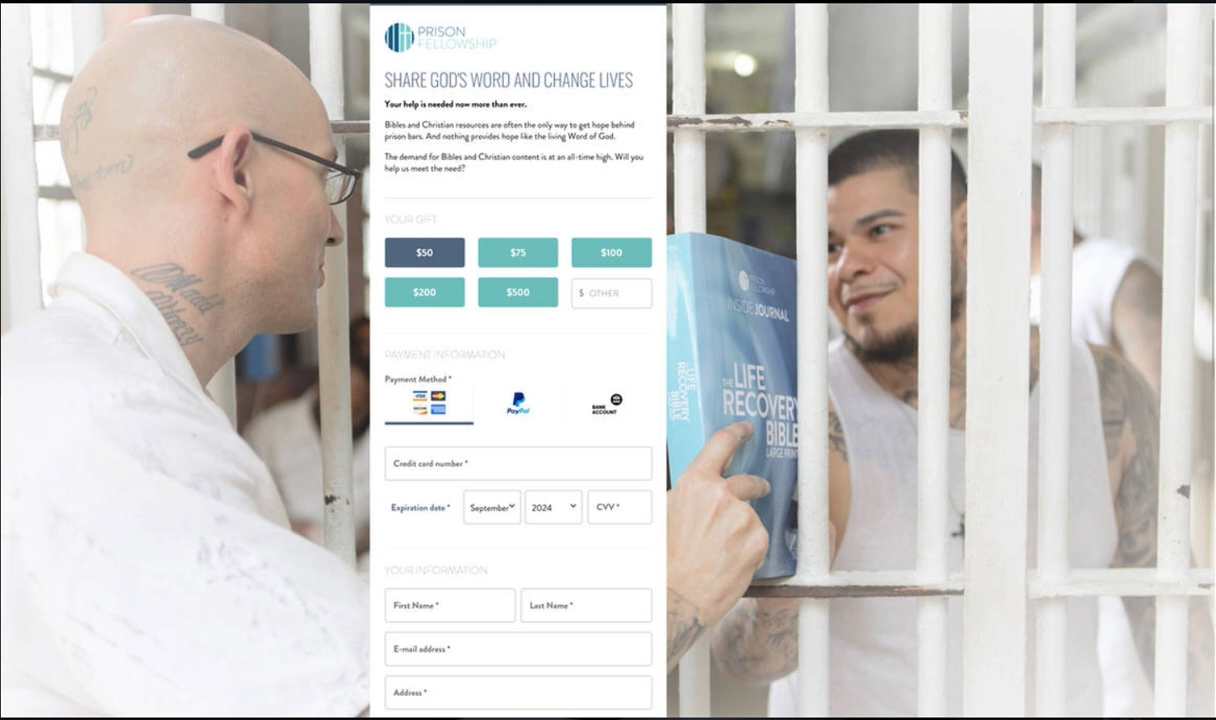 PRISON
FELLOWSHIP
SHARE GOD'S WORD AND CHANGE LIVES
Your help is needed now more than ever.
Bibles and Christian resources are often the only way to get hope behind
prison bars. And nothing provides hope like the living Word of God.
The demand for Bibles and Christian content is at an all-time high. Will you
help us meet the need?
YOUR GIFT
$50
$75
$100
$200
$500
$ OTHER
PAYMENT INFORMATION
Payment Method *
VISA
PayPal
BANK
ACCOUNT
Credit card number *
Expiration date *
September
2024
CVV *
YOUR INFORMATION
First Name *
Last Name *
E-mail address *
Address *
PRISON
FELLOWSHIP
INSIDE JOURNAL
THE LIFE
RECOVERY
BIBLE
LARGE PRINT
LIFE
RECOVERY
BIBLE